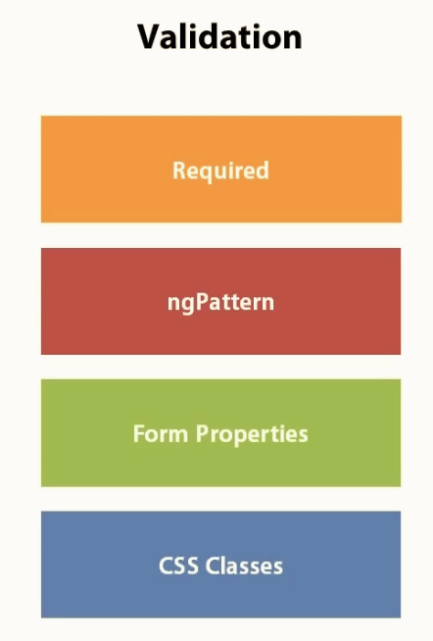 Validation
Required
ngPattern
Form Properties
CSS Classes